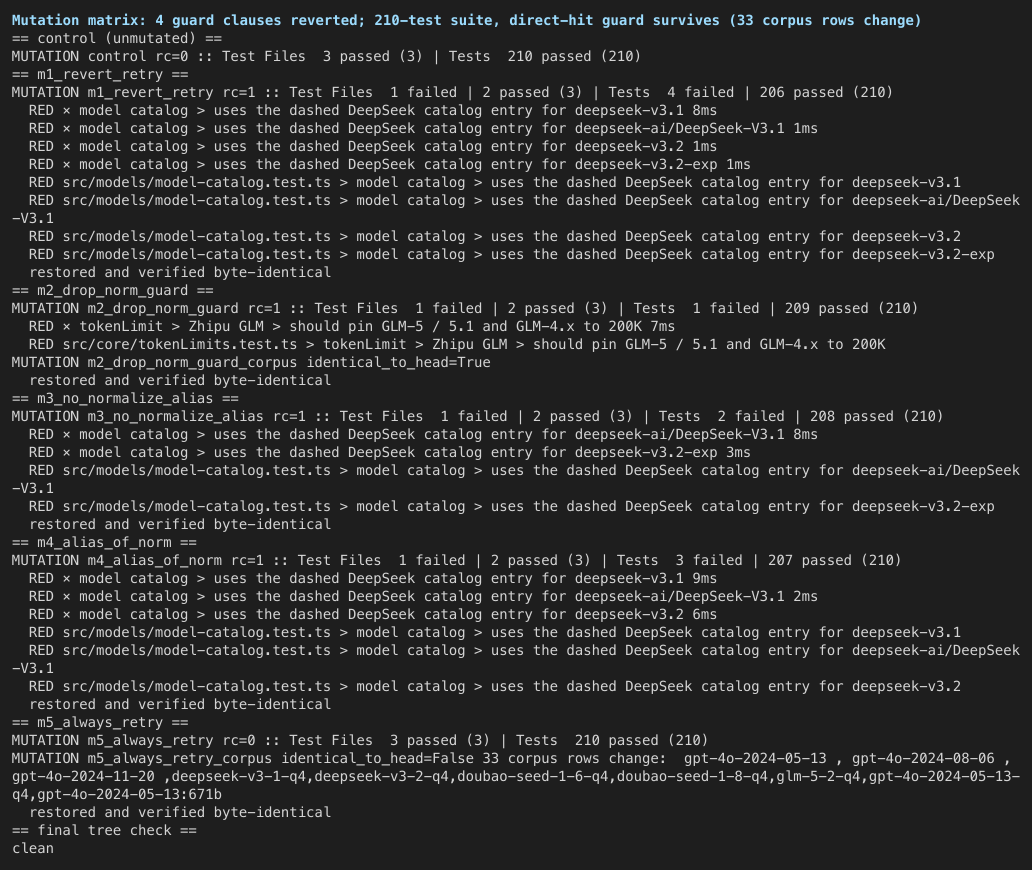 Mutation matrix: 4 guard clauses reverted; 210-test suite, direct-hit guard survives (33 corpus rows change)
== control (unmutated) ==
MUTATION control rc=0 :: Test Files  3 passed (3) | Tests  210 passed (210)
== m1_revert_retry ==
MUTATION m1_revert_retry rc=1 :: Test Files  1 failed | 2 passed (3) | Tests  4 failed | 206 passed (210)
  RED × model catalog > uses the dashed DeepSeek catalog entry for deepseek-v3.1 8ms
  RED × model catalog > uses the dashed DeepSeek catalog entry for deepseek-ai/DeepSeek-V3.1 1ms
  RED × model catalog > uses the dashed DeepSeek catalog entry for deepseek-v3.2 1ms
  RED × model catalog > uses the dashed DeepSeek catalog entry for deepseek-v3.2-exp 1ms
  RED src/models/model-catalog.test.ts > model catalog > uses the dashed DeepSeek catalog entry for deepseek-v3.1
  RED src/models/model-catalog.test.ts > model catalog > uses the dashed DeepSeek catalog entry for deepseek-ai/DeepSeek
-V3.1
  RED src/models/model-catalog.test.ts > model catalog > uses the dashed DeepSeek catalog entry for deepseek-v3.2
  RED src/models/model-catalog.test.ts > model catalog > uses the dashed DeepSeek catalog entry for deepseek-v3.2-exp
  restored and verified byte-identical
== m2_drop_norm_guard ==
MUTATION m2_drop_norm_guard rc=1 :: Test Files  1 failed | 2 passed (3) | Tests  1 failed | 209 passed (210)
  RED × tokenLimit > Zhipu GLM > should pin GLM-5 / 5.1 and GLM-4.x to 200K 7ms
  RED src/core/tokenLimits.test.ts > tokenLimit > Zhipu GLM > should pin GLM-5 / 5.1 and GLM-4.x to 200K
MUTATION m2_drop_norm_guard_corpus identical_to_head=True
  restored and verified byte-identical
== m3_no_normalize_alias ==
MUTATION m3_no_normalize_alias rc=1 :: Test Files  1 failed | 2 passed (3) | Tests  2 failed | 208 passed (210)
  RED × model catalog > uses the dashed DeepSeek catalog entry for deepseek-ai/DeepSeek-V3.1 8ms
  RED × model catalog > uses the dashed DeepSeek catalog entry for deepseek-v3.2-exp 3ms
  RED src/models/model-catalog.test.ts > model catalog > uses the dashed DeepSeek catalog entry for deepseek-ai/DeepSeek
-V3.1
  RED src/models/model-catalog.test.ts > model catalog > uses the dashed DeepSeek catalog entry for deepseek-v3.2-exp
  restored and verified byte-identical
== m4_alias_of_norm ==
MUTATION m4_alias_of_norm rc=1 :: Test Files  1 failed | 2 passed (3) | Tests  3 failed | 207 passed (210)
  RED × model catalog > uses the dashed DeepSeek catalog entry for deepseek-v3.1 9ms
  RED × model catalog > uses the dashed DeepSeek catalog entry for deepseek-ai/DeepSeek-V3.1 2ms
  RED × model catalog > uses the dashed DeepSeek catalog entry for deepseek-v3.2 6ms
  RED src/models/model-catalog.test.ts > model catalog > uses the dashed DeepSeek catalog entry for deepseek-v3.1
  RED src/models/model-catalog.test.ts > model catalog > uses the dashed DeepSeek catalog entry for deepseek-ai/DeepSeek
-V3.1
  RED src/models/model-catalog.test.ts > model catalog > uses the dashed DeepSeek catalog entry for deepseek-v3.2
  restored and verified byte-identical
== m5_always_retry ==
MUTATION m5_always_retry rc=0 :: Test Files  3 passed (3) | Tests  210 passed (210)
MUTATION m5_always_retry_corpus identical_to_head=False 33 corpus rows change:  gpt-4o-2024-05-13 , gpt-4o-2024-08-06 ,
gpt-4o-2024-11-20 ,deepseek-v3-1-q4,deepseek-v3-2-q4,doubao-seed-1-6-q4,doubao-seed-1-8-q4,glm-5-2-q4,gpt-4o-2024-05-13-
q4,gpt-4o-2024-05-13:671b
  restored and verified byte-identical
== final tree check ==
clean